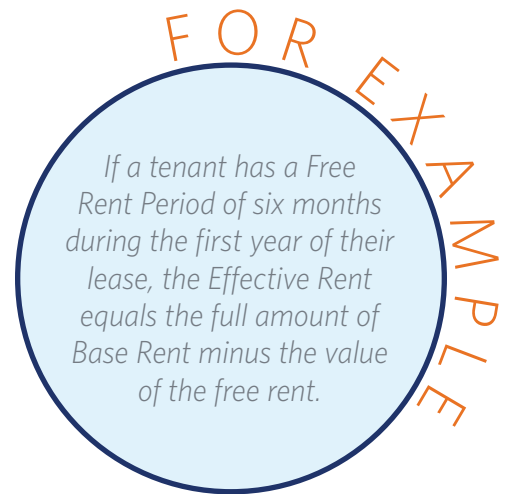 FOR EXAMPLE
If a tenant has a Free
Rent Period of six months
during the first year of their
lease, the Effective Rent
equals the full amount of
Base Rent minus the value
of the free rent.